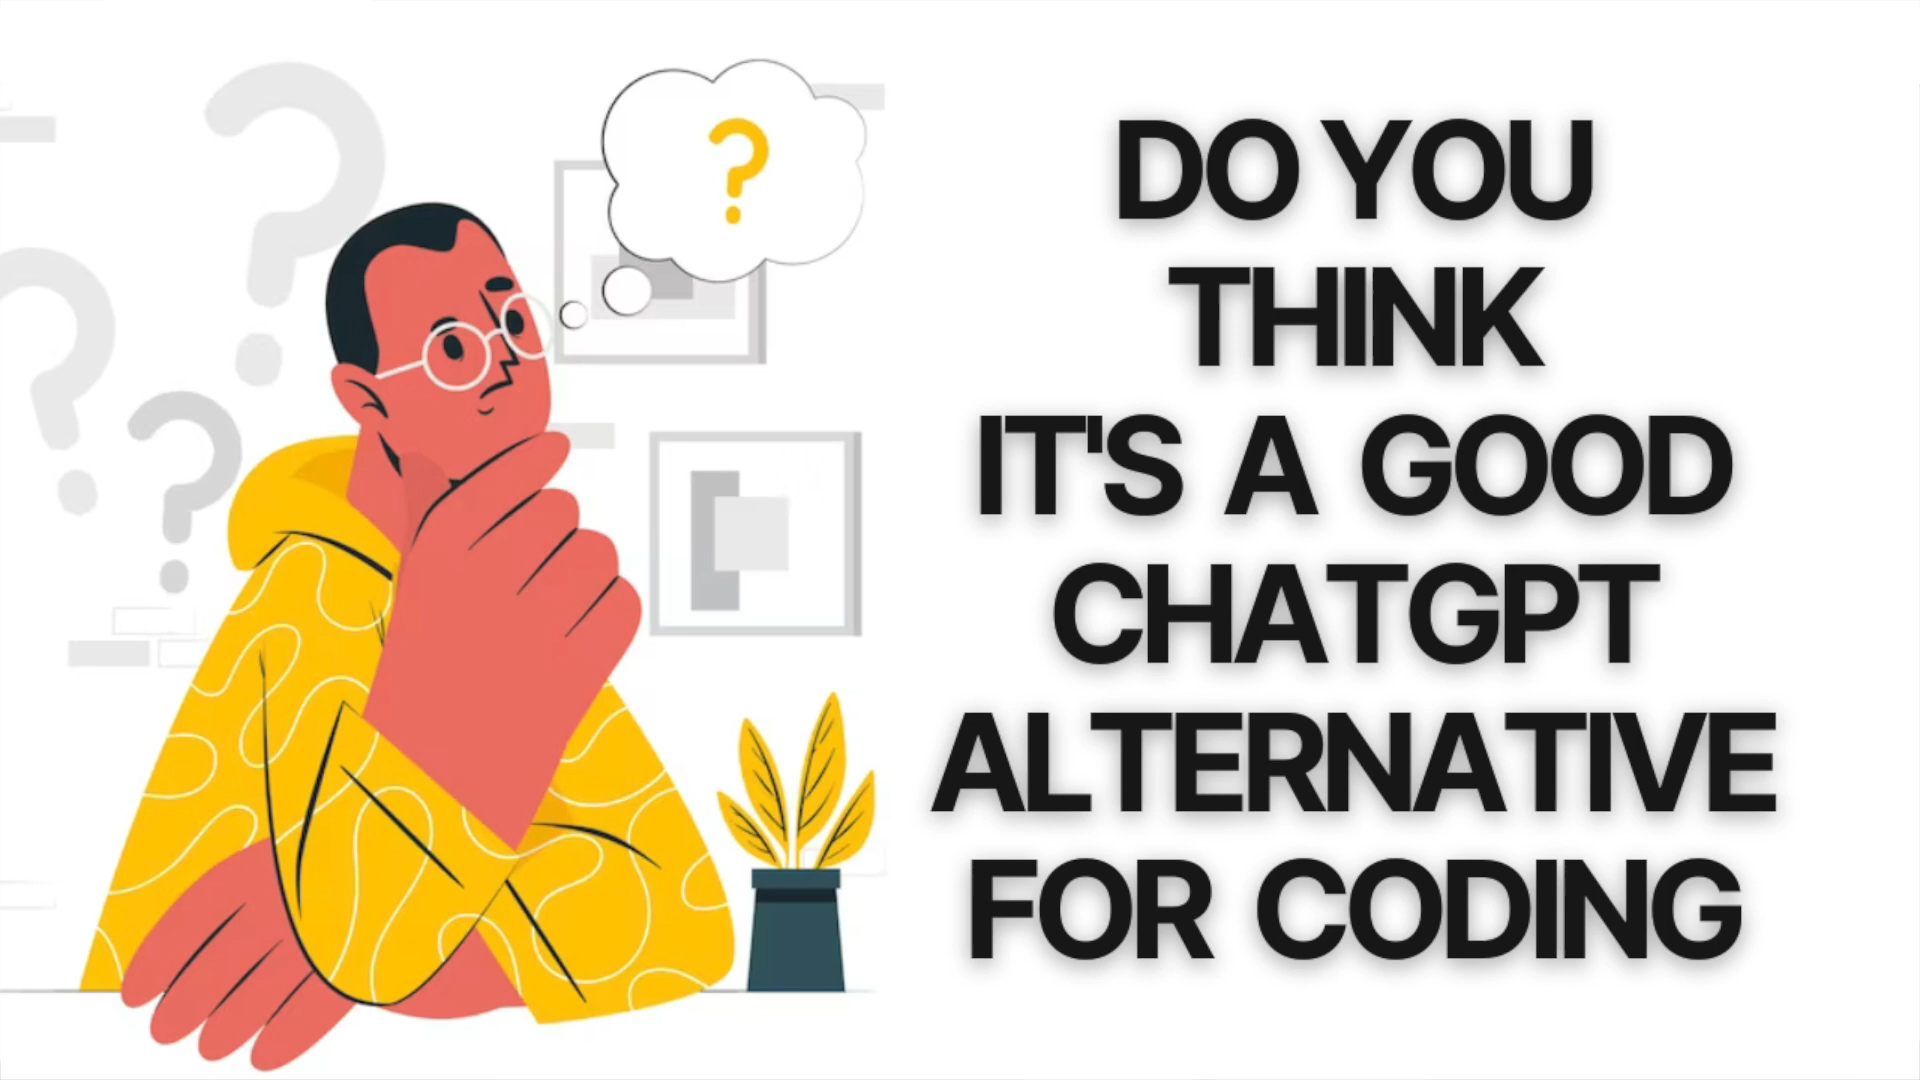 DO YOU
THINK
IT'S A GOOD
CHATGPT
ALTERNATIVE
FOR CODING